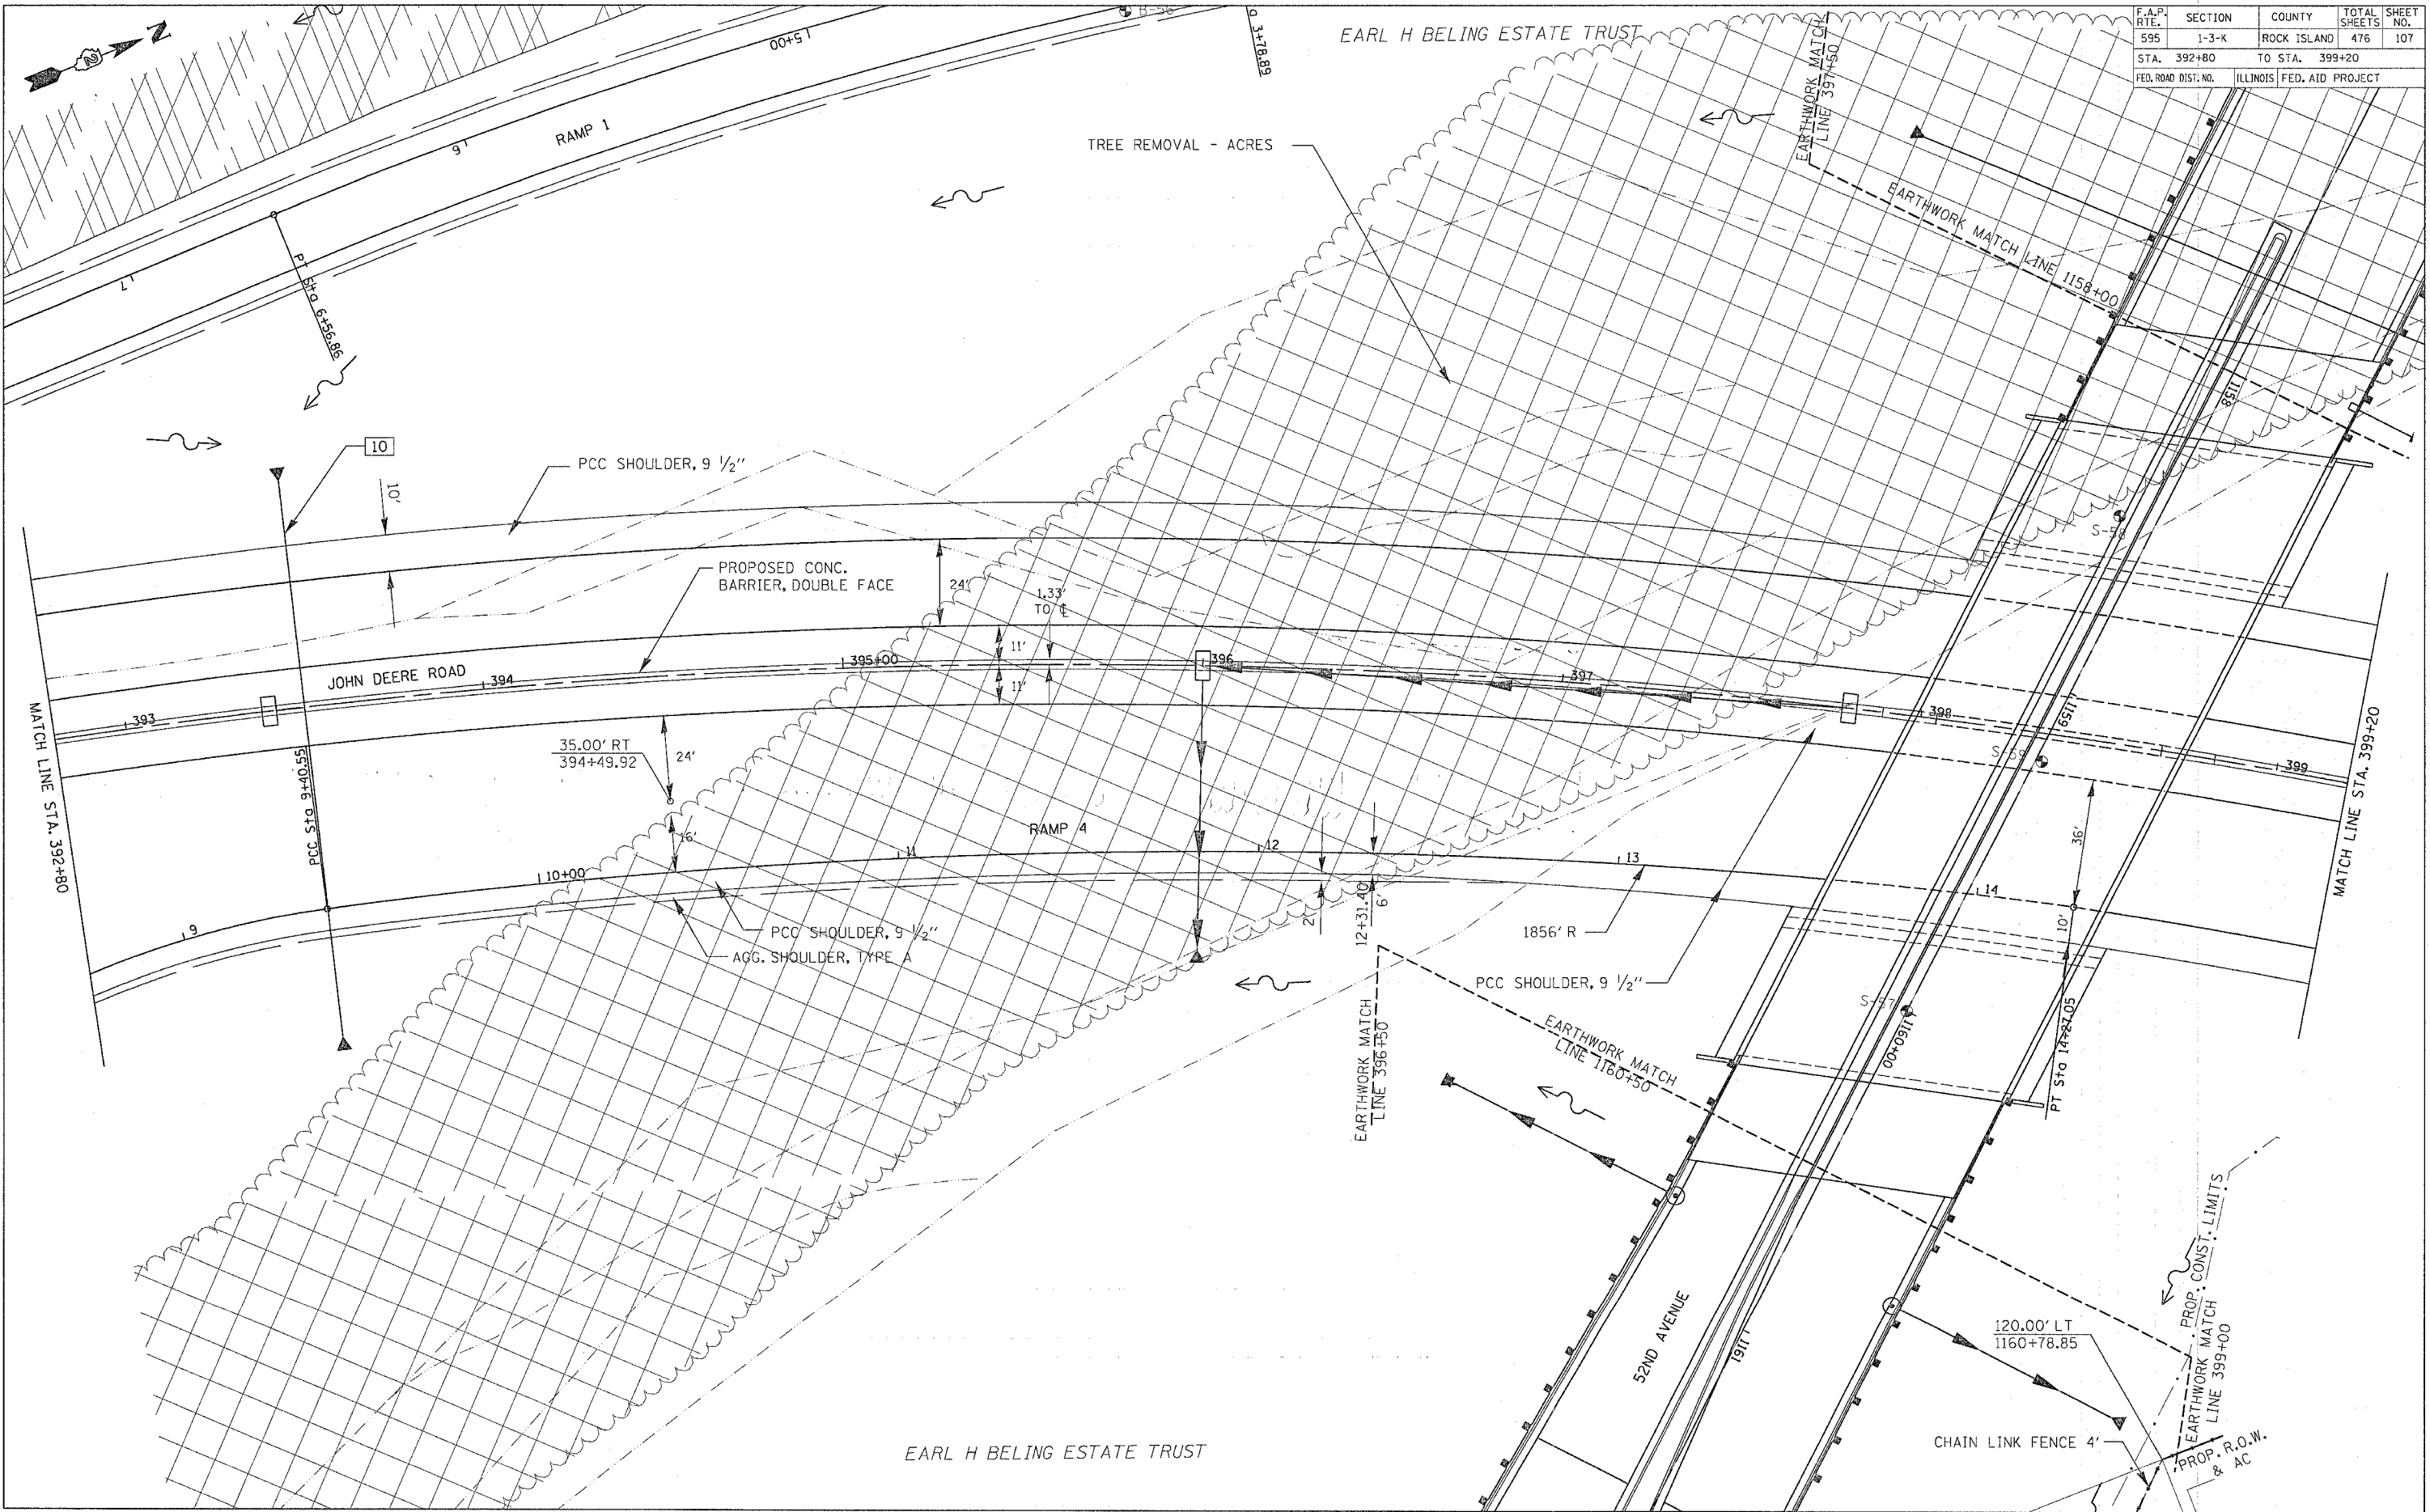 F.A.P. RTE. SECTION COUNTY TOTAL SHEETS SHEET NO.
595 1-3-K ROCK ISLAND 476 107
STA. 392+80 TO STA. 399+20
FED. ROAD DIST. NO. ILLINOIS FED. AID PROJECT
N
B-56
15+00
3+78.89
EARL H BELING ESTATE TRUST
EARTHWORK MATCH
LINE 397+50
16
RAMP 1
TREE REMOVAL - ACRES
EARTHWORK MATCH LINE 1158+00
17
PT Sta 6+56.86
1158
10
10'
PCC SHOULDER, 9 1/2"
S-58
PROPOSED CONC.
BARRIER, DOUBLE FACE
24'
1.33'
TO ℄
11'
11'
JOHN DEERE ROAD
393
394
395+00
396
397
398
399
1159
S-59
MATCH LINE STA. 392+80
MATCH LINE STA. 399+20
PCC Sta 9+40.55
35.00' RT
394+49.92
24'
16'
RAMP 4
36'
9
10+00
11
12
13
14
PCC SHOULDER, 9 1/2"
AGG. SHOULDER, TYPE A
2'
12+31.40
6'
1856' R
PCC SHOULDER, 9 1/2"
10'
PT Sta 14+27.05
S-57
1160+00
EARTHWORK MATCH
LINE 396+50
EARTHWORK MATCH
LINE 1160+50
PROP. CONST. LIMITS
EARTHWORK MATCH
LINE 399+00
52ND AVENUE
1161
120.00' LT
1160+78.85
CHAIN LINK FENCE 4'
PROP. R.O.W.
& AC
EARL H BELING ESTATE TRUST